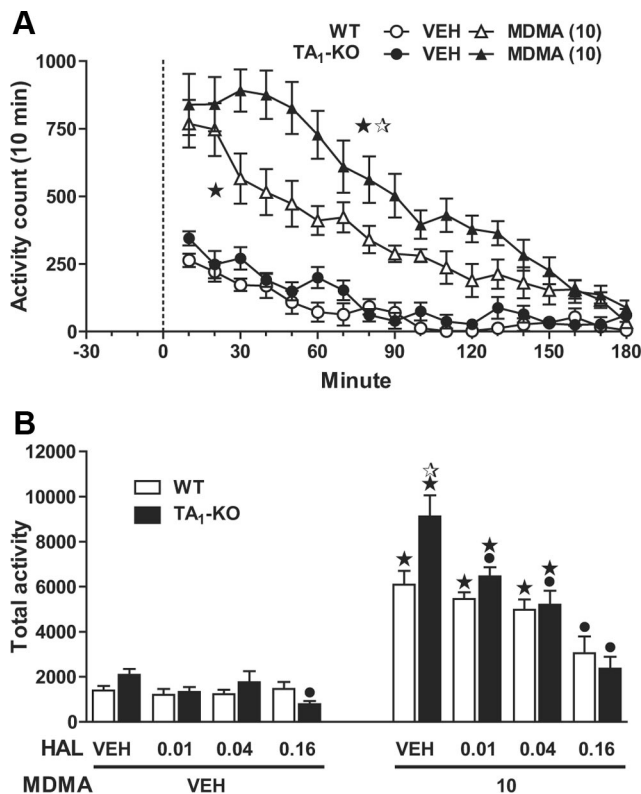 A
WT VEH MDMA (10)
TA₁-KO VEH MDMA (10)
Activity count (10 min)
1000
750
500
250
0
-30 0 30 60 90 120 150 180
Minute
B
Total activity
12000
10000
8000
6000
4000
2000
0
WT
TA₁-KO
HAL VEH 0.01 0.04 0.16 VEH 0.01 0.04 0.16
MDMA VEH 10